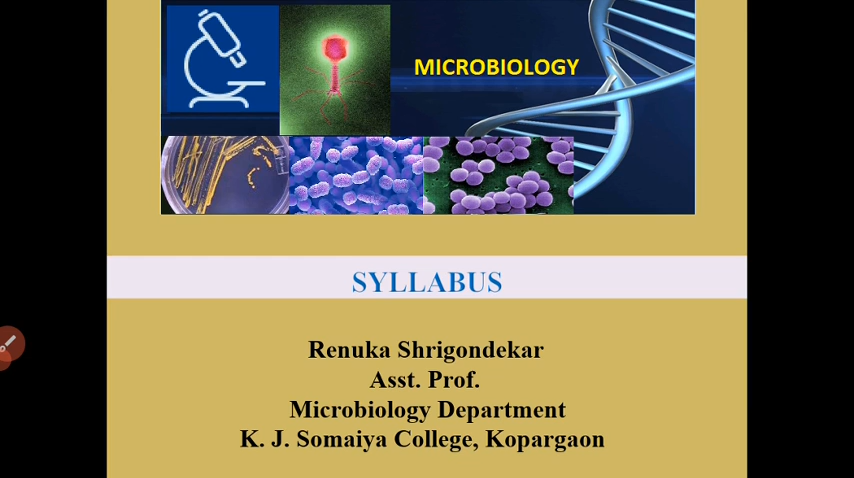 MICROBIOLOGY
SYLLABUS
Renuka Shrigondekar
Asst. Prof.
Microbiology Department
K. J. Somaiya College, Kopargaon